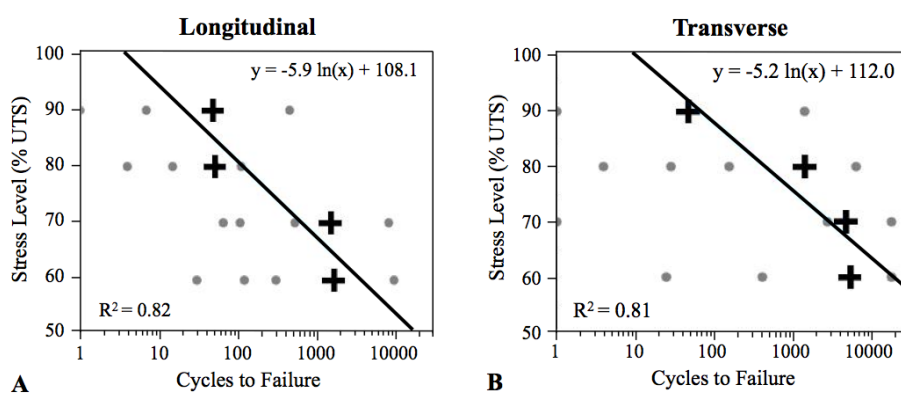 Longitudinal
100
90
80
70
60
50
Stress Level (% UTS)
y = -5.9 ln(x) + 108.1
R² = 0.82
1
10
100
1000
10000
Cycles to Failure
A
Transverse
100
90
80
70
60
50
Stress Level (% UTS)
y = -5.2 ln(x) + 112.0
R² = 0.81
1
10
100
1000
10000
Cycles to Failure
B